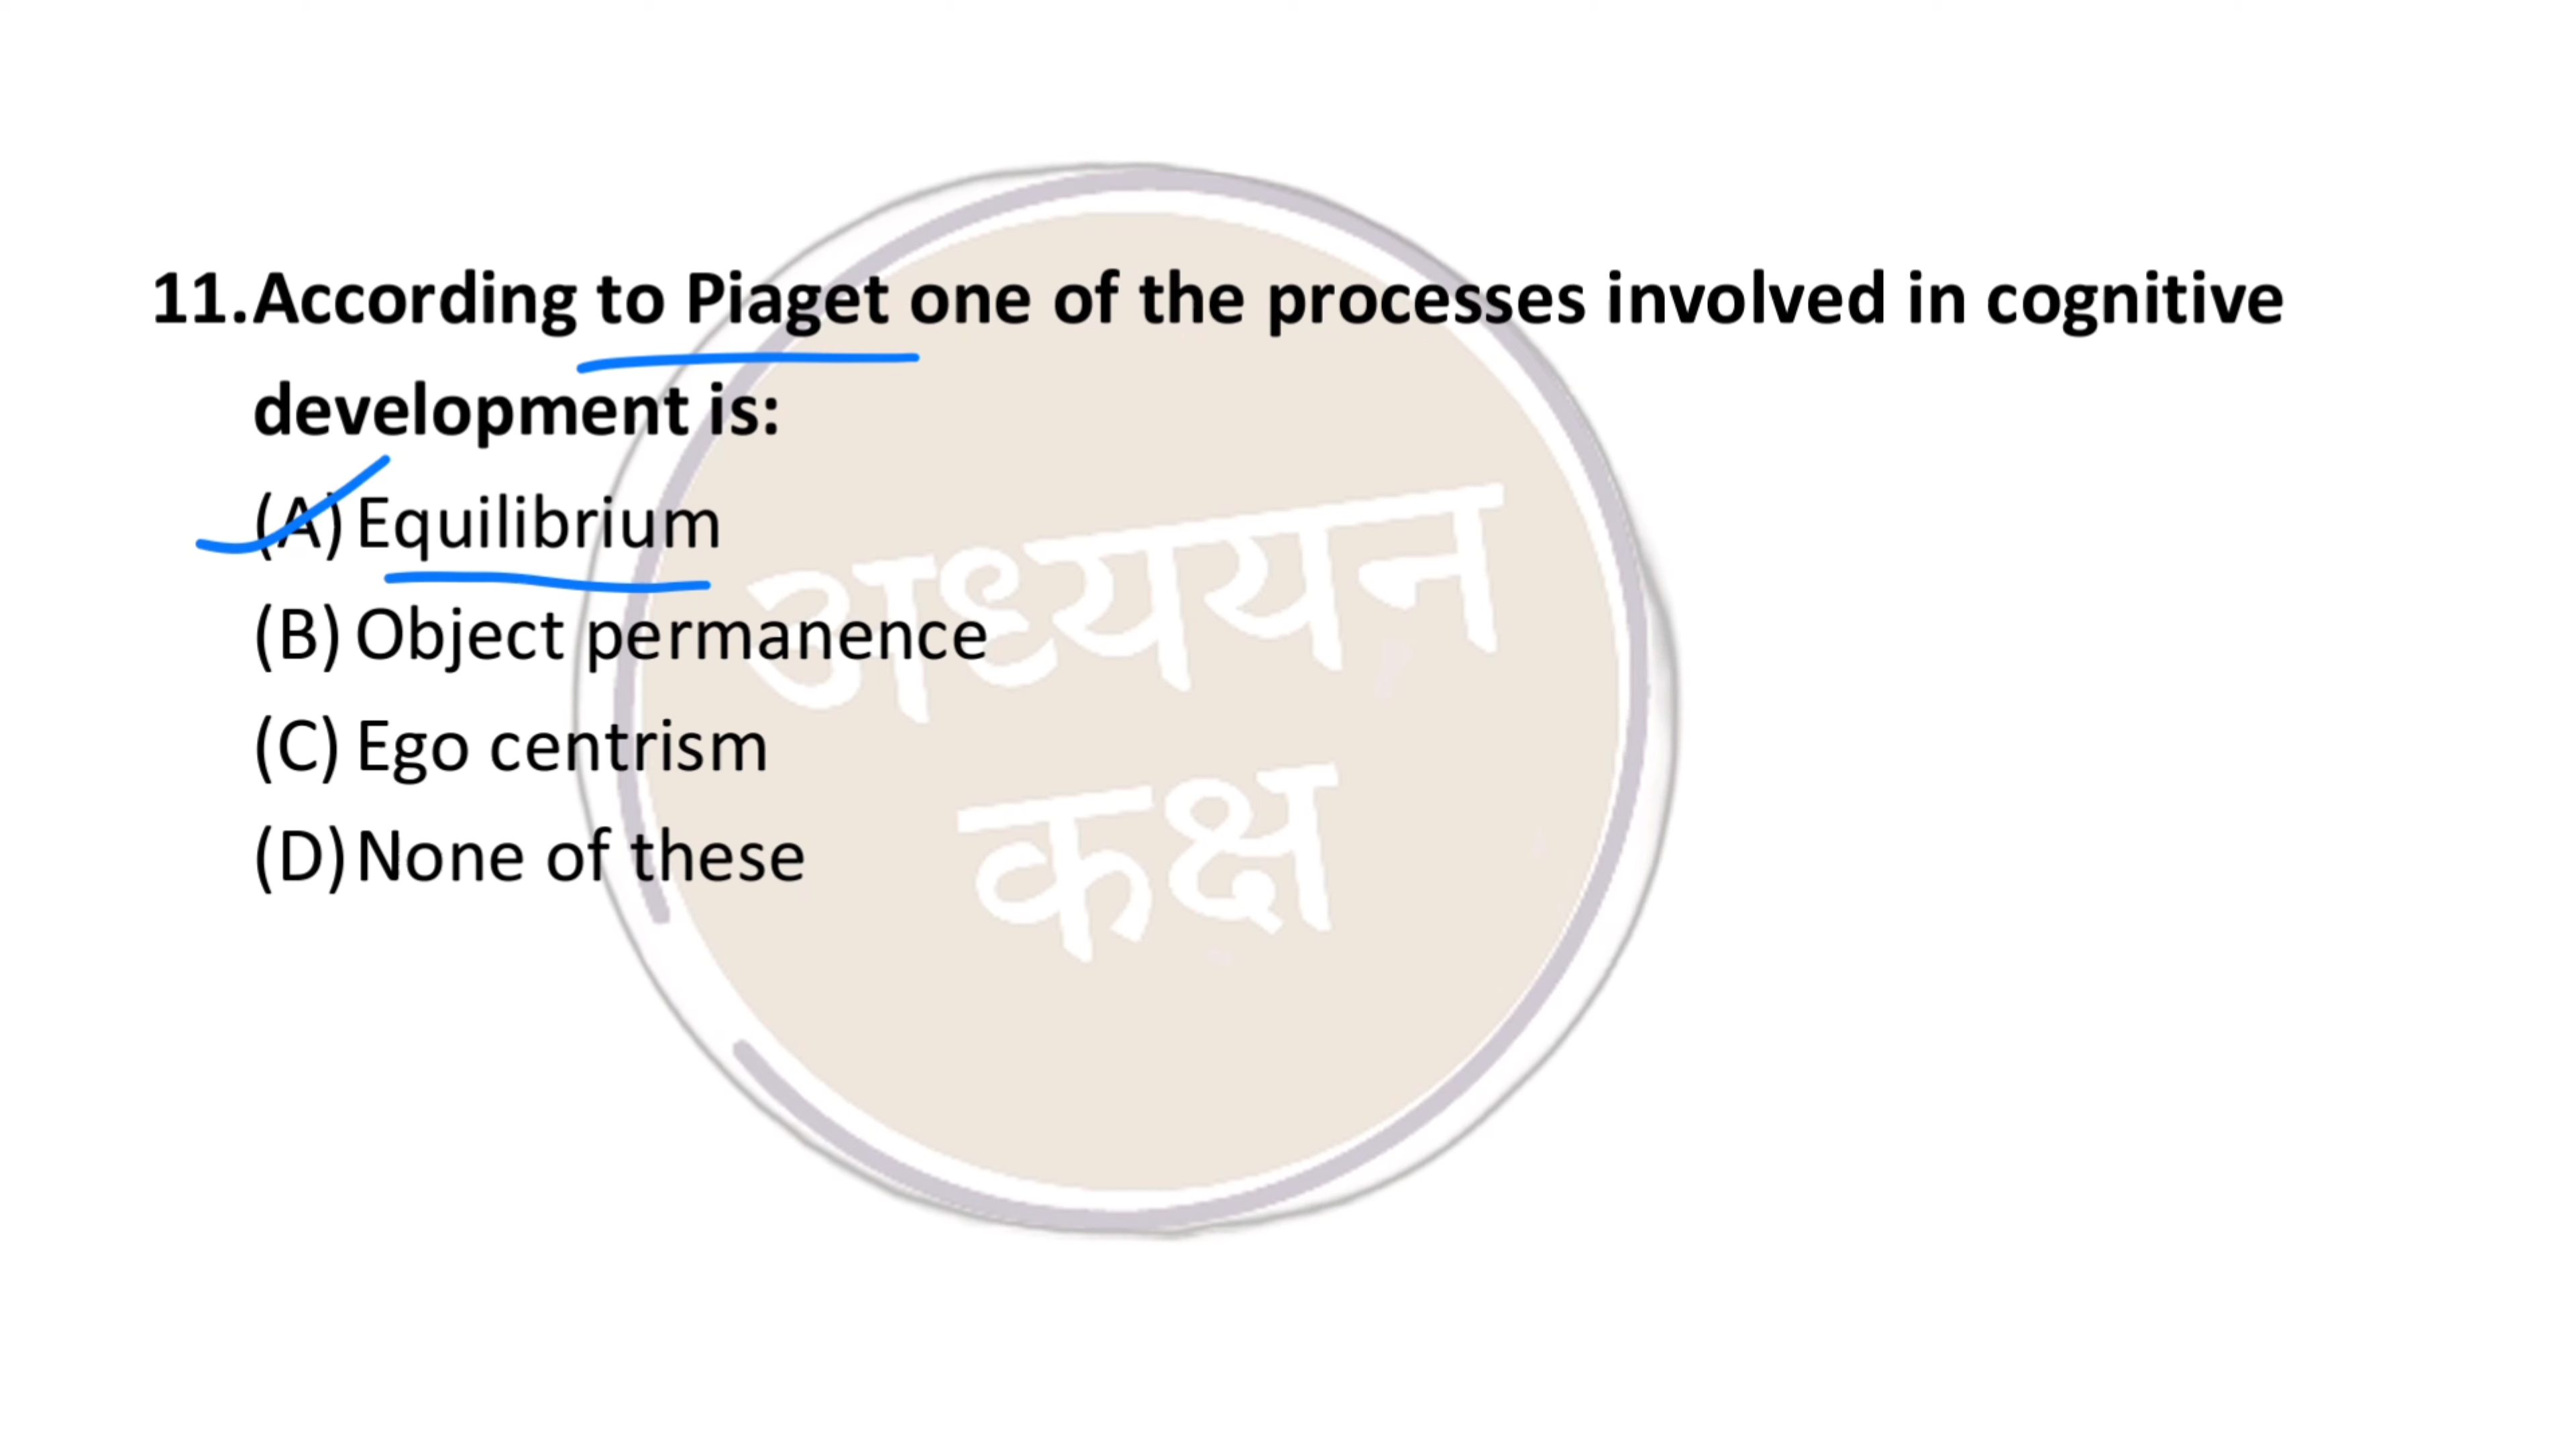 11.According to Piaget one of the processes involved in cognitive
development is:
(A) Equilibrium
(B) Object permanence
(C) Ego centrism
(D) None of these
अध्ययन
कक्ष